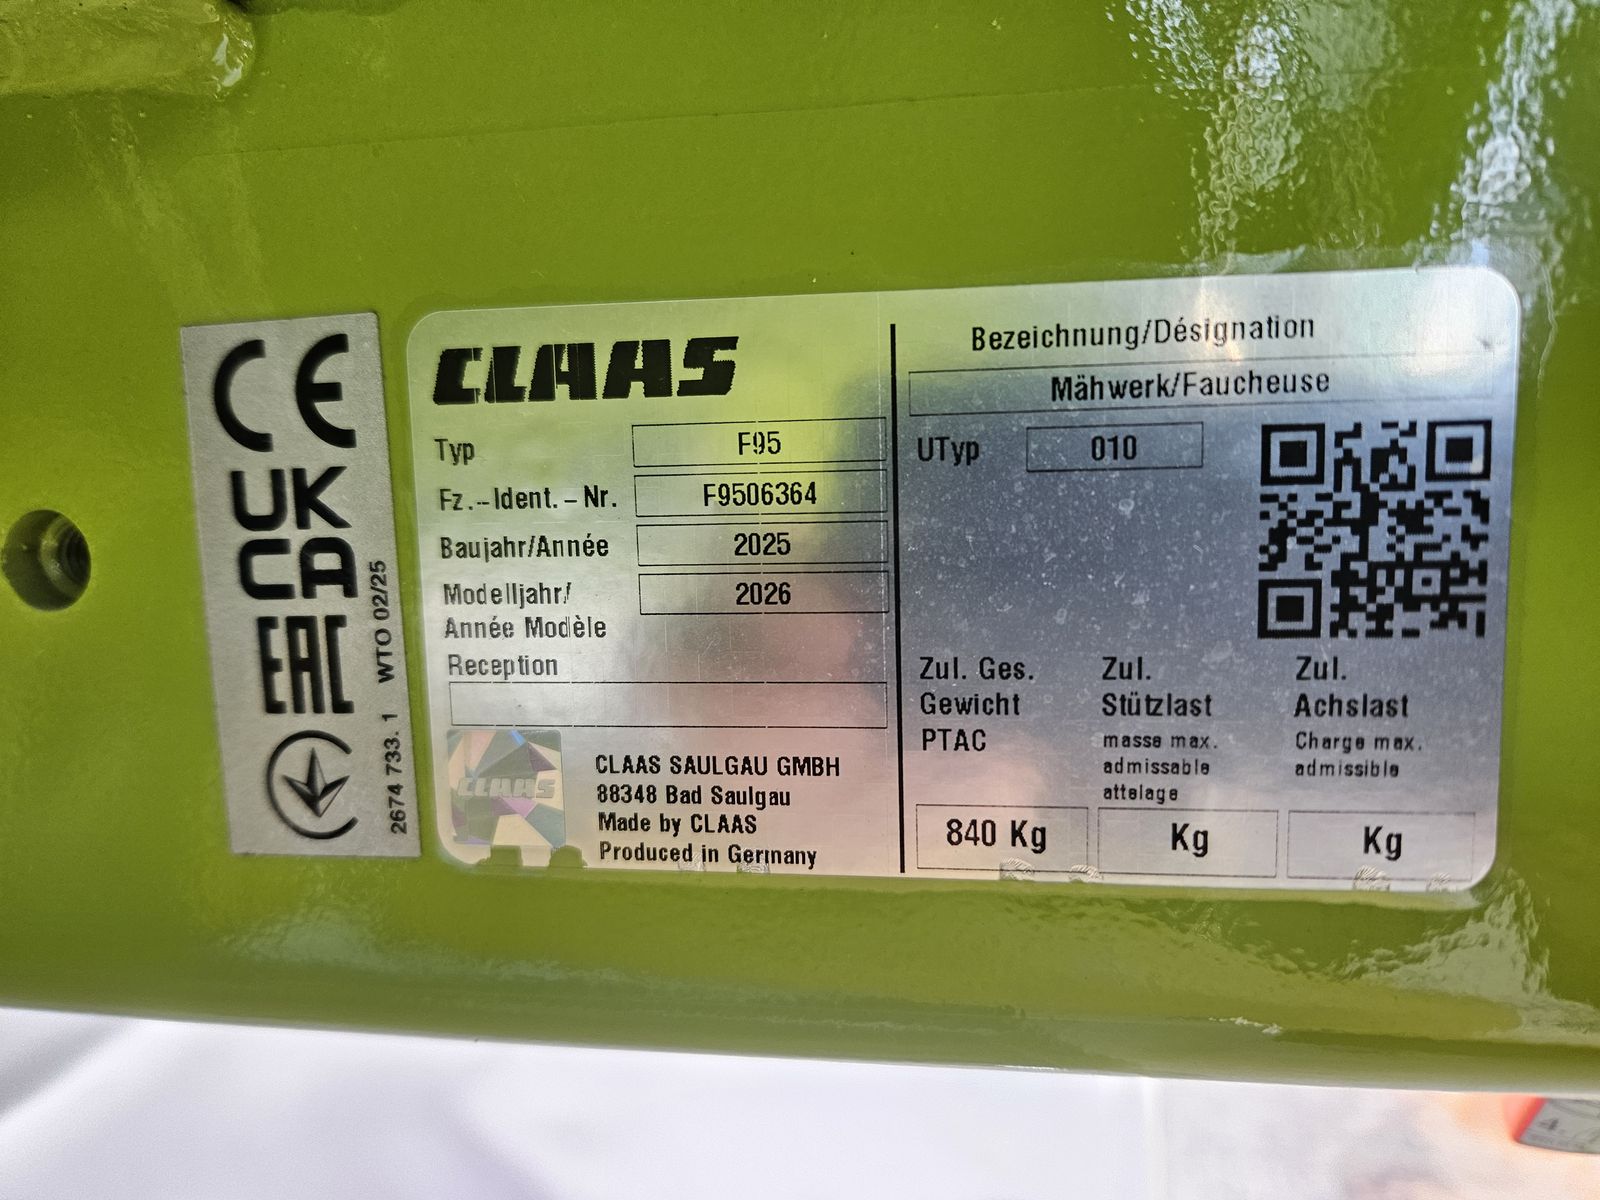 CE
UK
CA
EAC
WTO 02/25
2674 733. 1
CLAAS
Typ F95
Fz.-Ident.-Nr. F9506364
Baujahr/Année 2025
Modelljahr/ 2026
Année Modèle
Reception
CLAAS
CLAAS SAULGAU GMBH
88348 Bad Saulgau
Made by CLAAS
Produced in Germany
Bezeichnung/Désignation
Mähwerk/Faucheuse
UTyp 010
Zul. Ges.
Gewicht
PTAC
840 Kg
Zul.
Stützlast
masse max.
admissable
attelage
Kg
Zul.
Achslast
Charge max.
admissible
Kg
4.